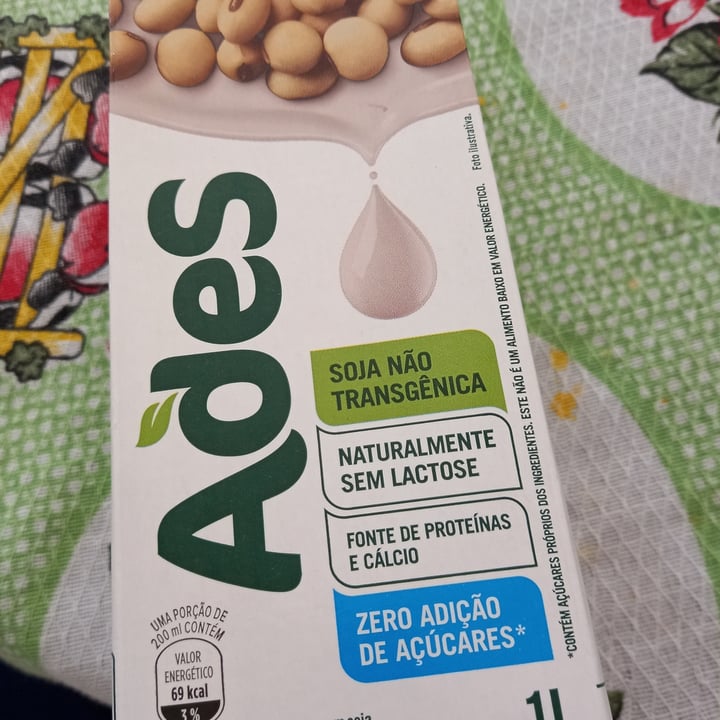 Ades
SOJA NÃO
TRANSGÊNICA
NATURALMENTE
SEM LACTOSE
FONTE DE PROTEÍNAS
E CÁLCIO
ZERO ADIÇÃO
DE AÇÚCARES*
*CONTÉM AÇÚCARES PRÓPRIOS DOS INGREDIENTES. ESTE NÃO É UM ALIMENTO BAIXO EM VALOR ENERGÉTICO. Foto ilustrativa.
UMA PORÇÃO DE
200 ml CONTÉM
VALOR
ENERGÉTICO
69 kcal
3 %
soja
1L